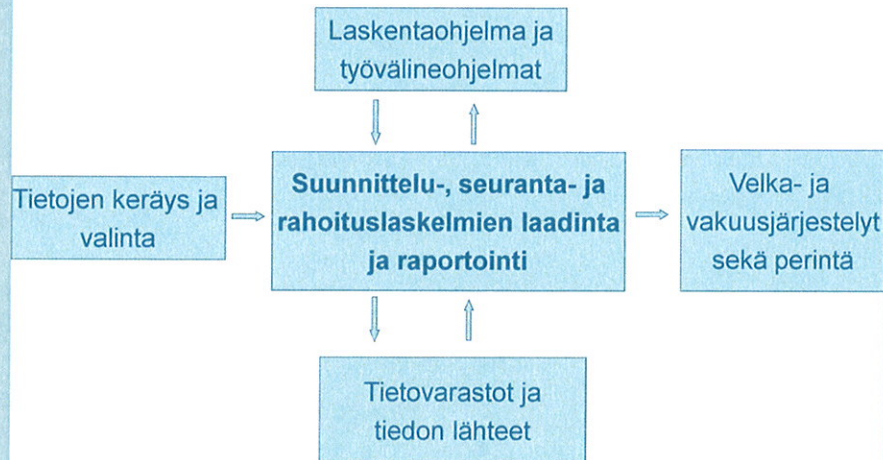 Laskentaohjelma ja
työvälineohjelmat
Tietojen keräys ja
valinta
Suunnittelu-, seuranta- ja
rahoituslaskelmien laadinta
ja raportointi
Velka- ja
vakuusjärjestelyt
sekä perintä
Tietovarastot ja
tiedon lähteet